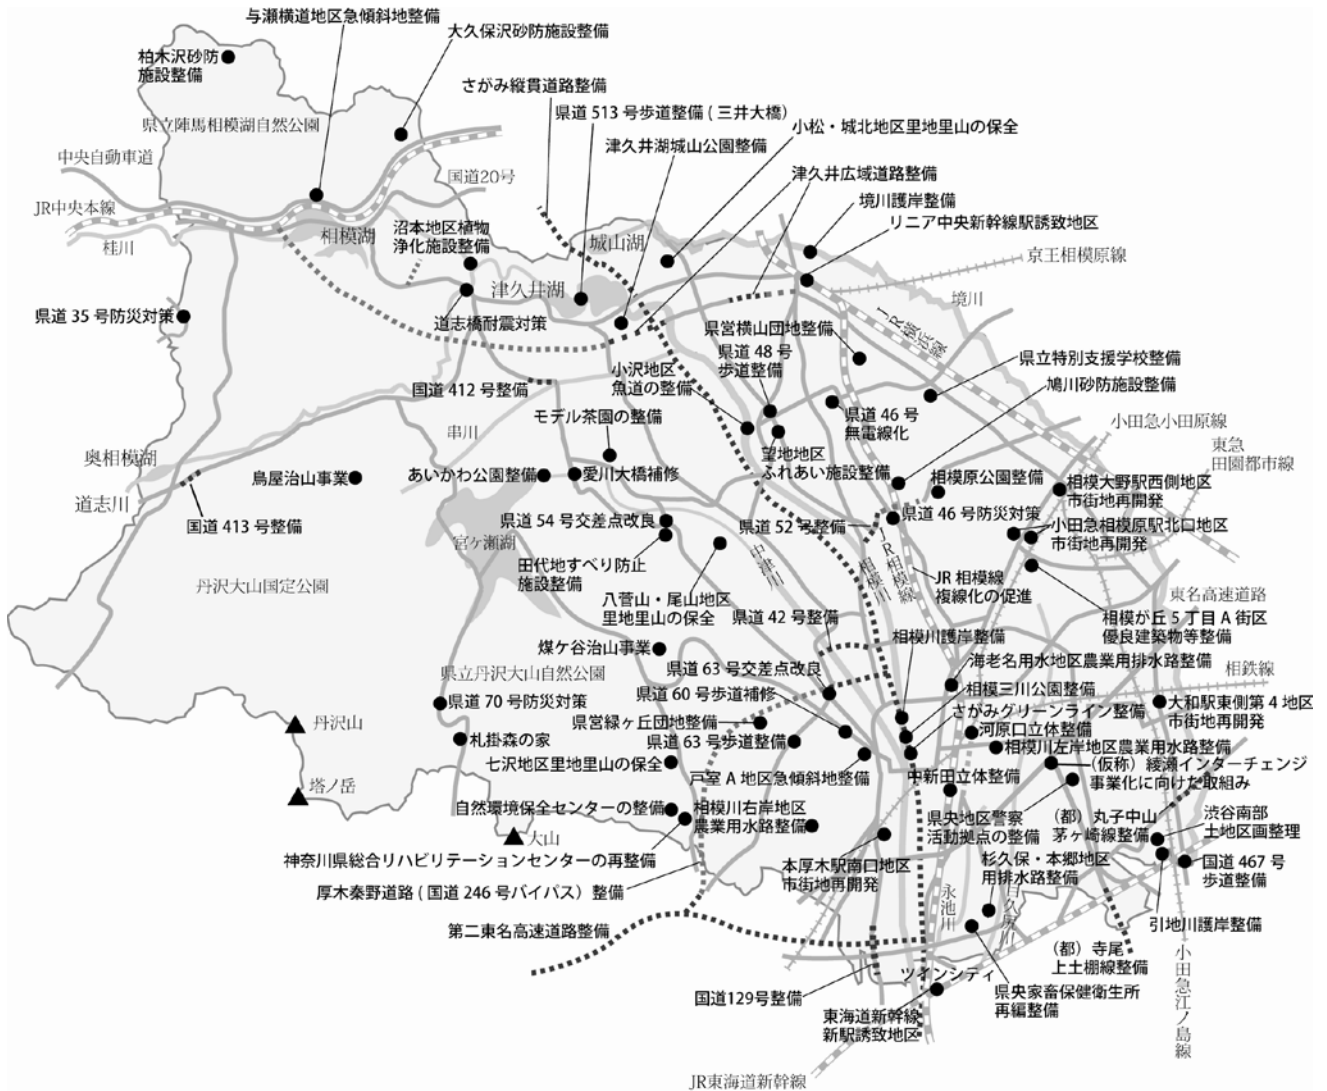 与瀬横道地区急傾斜地整備
大久保沢砂防施設整備
柏木沢砂防
施設整備
さがみ縦貫道路整備
県道 513 号歩道整備 ( 三井大橋）
小松・城北地区里地里山の保全
県立陣馬相模湖自然公園
津久井湖城山公園整備
中央自動車道
国道20号
津久井広域道路整備
境川護岸整備
JR中央本線
リニア中央新幹線駅誘致地区
桂川
相模湖
沼本地区植物
浄化施設整備
城山湖
京王相模原線
津久井湖
境川
県道 35 号防災対策
道志橋耐震対策
県営横山団地整備
JR横浜線
県道 48 号
歩道整備
県立特別支援学校整備
小沢地区
魚道の整備
国道 412 号整備
鳩川砂防施設整備
モデル茶園の整備
県道 46 号
無電線化
小田急小田原線
串川
東急
田園都市線
奥相模湖
望地地区
ふれあい施設整備
鳥屋治山事業
あいかわ公園整備
愛川大橋補修
相模原公園整備
相模大野駅西側地区
市街地再開発
道志川
国道 413 号整備
県道 54 号交差点改良
県道 52 号整備
県道 46 号防災対策
小田急相模原駅北口地区
市街地再開発
宮ヶ瀬湖
中津川
相模川
JR相模線
田代地すべり防止
施設整備
JR 相模線
複線化の促進
丹沢大山国定公園
東名高速道路
八菅山・尾山地区
里地里山の保全
県道 42 号整備
相模が丘 5 丁目 A 街区
優良建築物等整備
相模川護岸整備
煤ケ谷治山事業
海老名用水地区農業用排水路整備
県立丹沢大山自然公園
県道 63 号交差点改良
相鉄線
県道 70 号防災対策
県道 60 号歩道補修
相模三川公園整備
さがみグリーンライン整備
大和駅東側第 4 地区
市街地再開発
丹沢山
県営緑ヶ丘団地整備
河原口立体整備
札掛森の家
県道 63 号歩道整備
相模川左岸地区農業用水路整備
七沢地区里地里山の保全
戸室 A 地区急傾斜地整備
中新田立体整備
（仮称）綾瀬インターチェンジ
事業化に向けた取組み
塔ノ岳
自然環境保全センターの整備
相模川右岸地区
農業用水路整備
県央地区警察
活動拠点の整備
（都）丸子中山
茅ヶ崎線整備
渋谷南部
土地区画整理
大山
神奈川県総合リハビリテーションセンターの再整備
本厚木駅南口地区
市街地再開発
杉久保・本郷地区
用排水路整備
国道 467 号
歩道整備
厚木秦野道路 ( 国道 246 号バイパス）整備
永池川
目久尻川
引地川護岸整備
第二東名高速道路整備
（都）寺尾
上土棚線整備
小田急江ノ島線
ツインシティ
国道129号整備
県央家畜保健衛生所
再編整備
東海道新幹線
新駅誘致地区
JR東海道新幹線